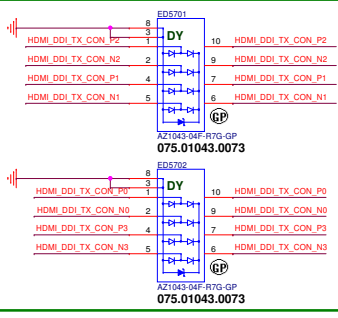 ED5701
8
3
DY
HDMI_DDI_TX_CON_P2 1 10 HDMI_DDI_TX_CON_P2
HDMI_DDI_TX_CON_N2 2 9 HDMI_DDI_TX_CON_N2
HDMI_DDI_TX_CON_P1 4 7 HDMI_DDI_TX_CON_P1
HDMI_DDI_TX_CON_N1 5 6 HDMI_DDI_TX_CON_N1
GP
AZ1043-04F-R7G-GP
075.01043.0073
ED5702
8
3
DY
HDMI_DDI_TX_CON_P0 1 10 HDMI_DDI_TX_CON_P0
HDMI_DDI_TX_CON_N0 2 9 HDMI_DDI_TX_CON_N0
HDMI_DDI_TX_CON_P3 4 7 HDMI_DDI_TX_CON_P3
HDMI_DDI_TX_CON_N3 5 6 HDMI_DDI_TX_CON_N3
GP
AZ1043-04F-R7G-GP
075.01043.0073